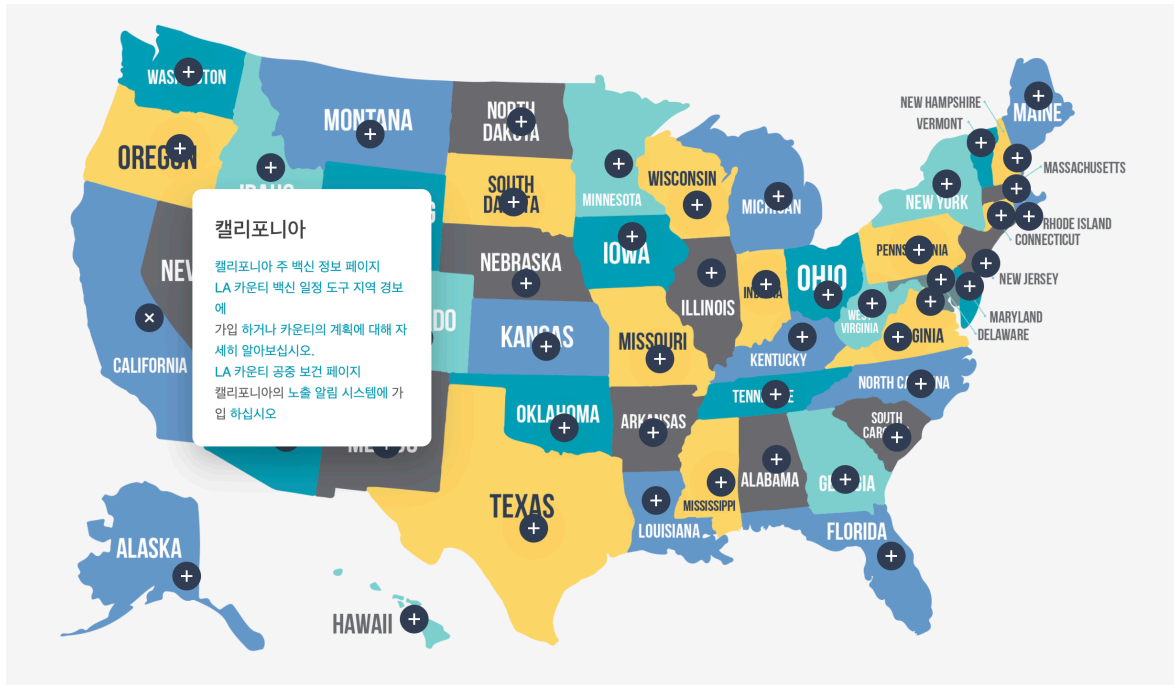 WASHINGTON
MONTANA
NORTH
DAKOTA
NEW HAMPSHIRE
MAINE
VERMONT
OREGON
SOUTH
DAKOTA
MINNESOTA
WISCONSIN
MICHIGAN
MASSACHUSETTS
NEW YORK
RHODE ISLAND
CONNECTICUT
캘리포니아
캘리포니아 주 백신 정보 페이지
LA 카운티 백신 일정 도구 지역 경보
에
가입 하거나 카운티의 계획에 대해 자
세히 알아보십시오.
LA 카운티 공중 보건 페이지
캘리포니아의 노출 알림 시스템에 가
입 하십시오
IOWA
NEBRASKA
PENNSYLVANIA
OHIO
INDIANA
ILLINOIS
NEW JERSEY
MARYLAND
DELAWARE
WEST
VIRGINIA
VIRGINIA
CALIFORNIA
KANSAS
MISSOURI
KENTUCKY
NORTH CAROLINA
TENNESSEE
OKLAHOMA
ARKANSAS
SOUTH
CAROLINA
TEXAS
MISSISSIPPI
ALABAMA
GEORGIA
LOUISIANA
FLORIDA
ALASKA
HAWAII